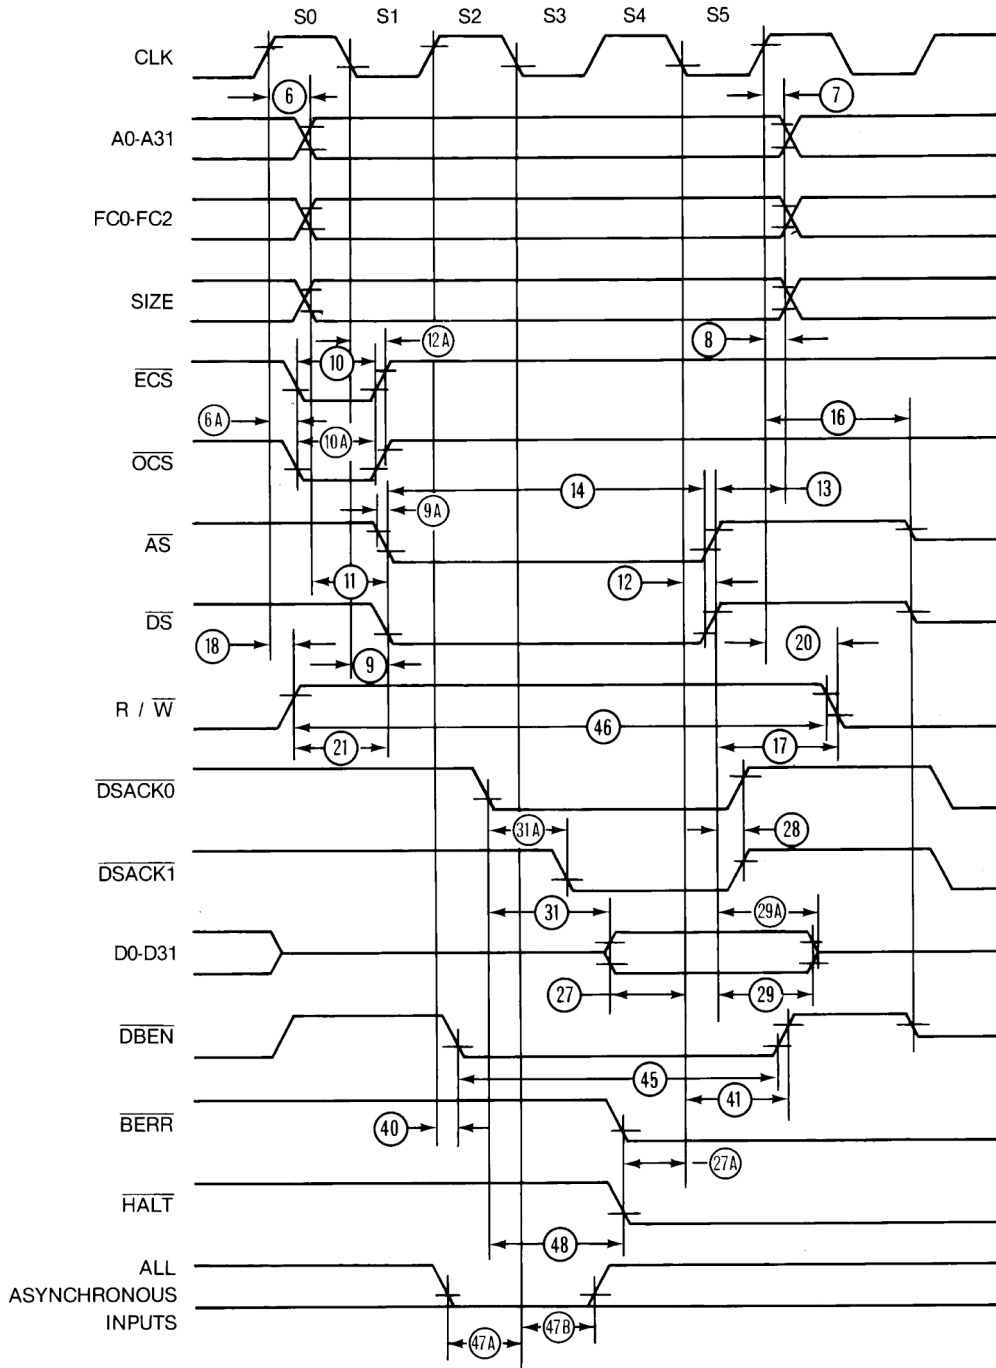 S0 S1 S2 S3 S4 S5
CLK
6 7
A0-A31
FC0-FC2
SIZE
12A 8
10
ECS
6A 16
10A
OCS
14 13
9A
AS
11 12
DS
18 9 20
R / W
46
21 17
DSACK0
31A 28
DSACK1
31 29A
D0-D31
27 29
DBEN
45
41
BERR
40
27A
HALT
48
ALL
ASYNCHRONOUS
INPUTS
47A 47B